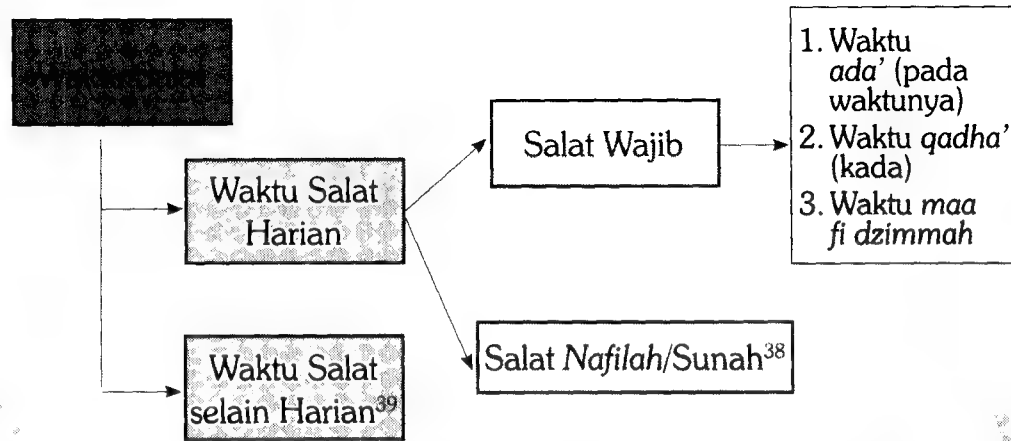 Waktu Salat
Harian
Waktu Salat
selain Harian³⁹
Salat Wajib
Salat Nafilah/Sunah³⁸
1. Waktu
ada' (pada
waktunya)
2. Waktu qadha'
(kada)
3. Waktu maa
fi dzimmah